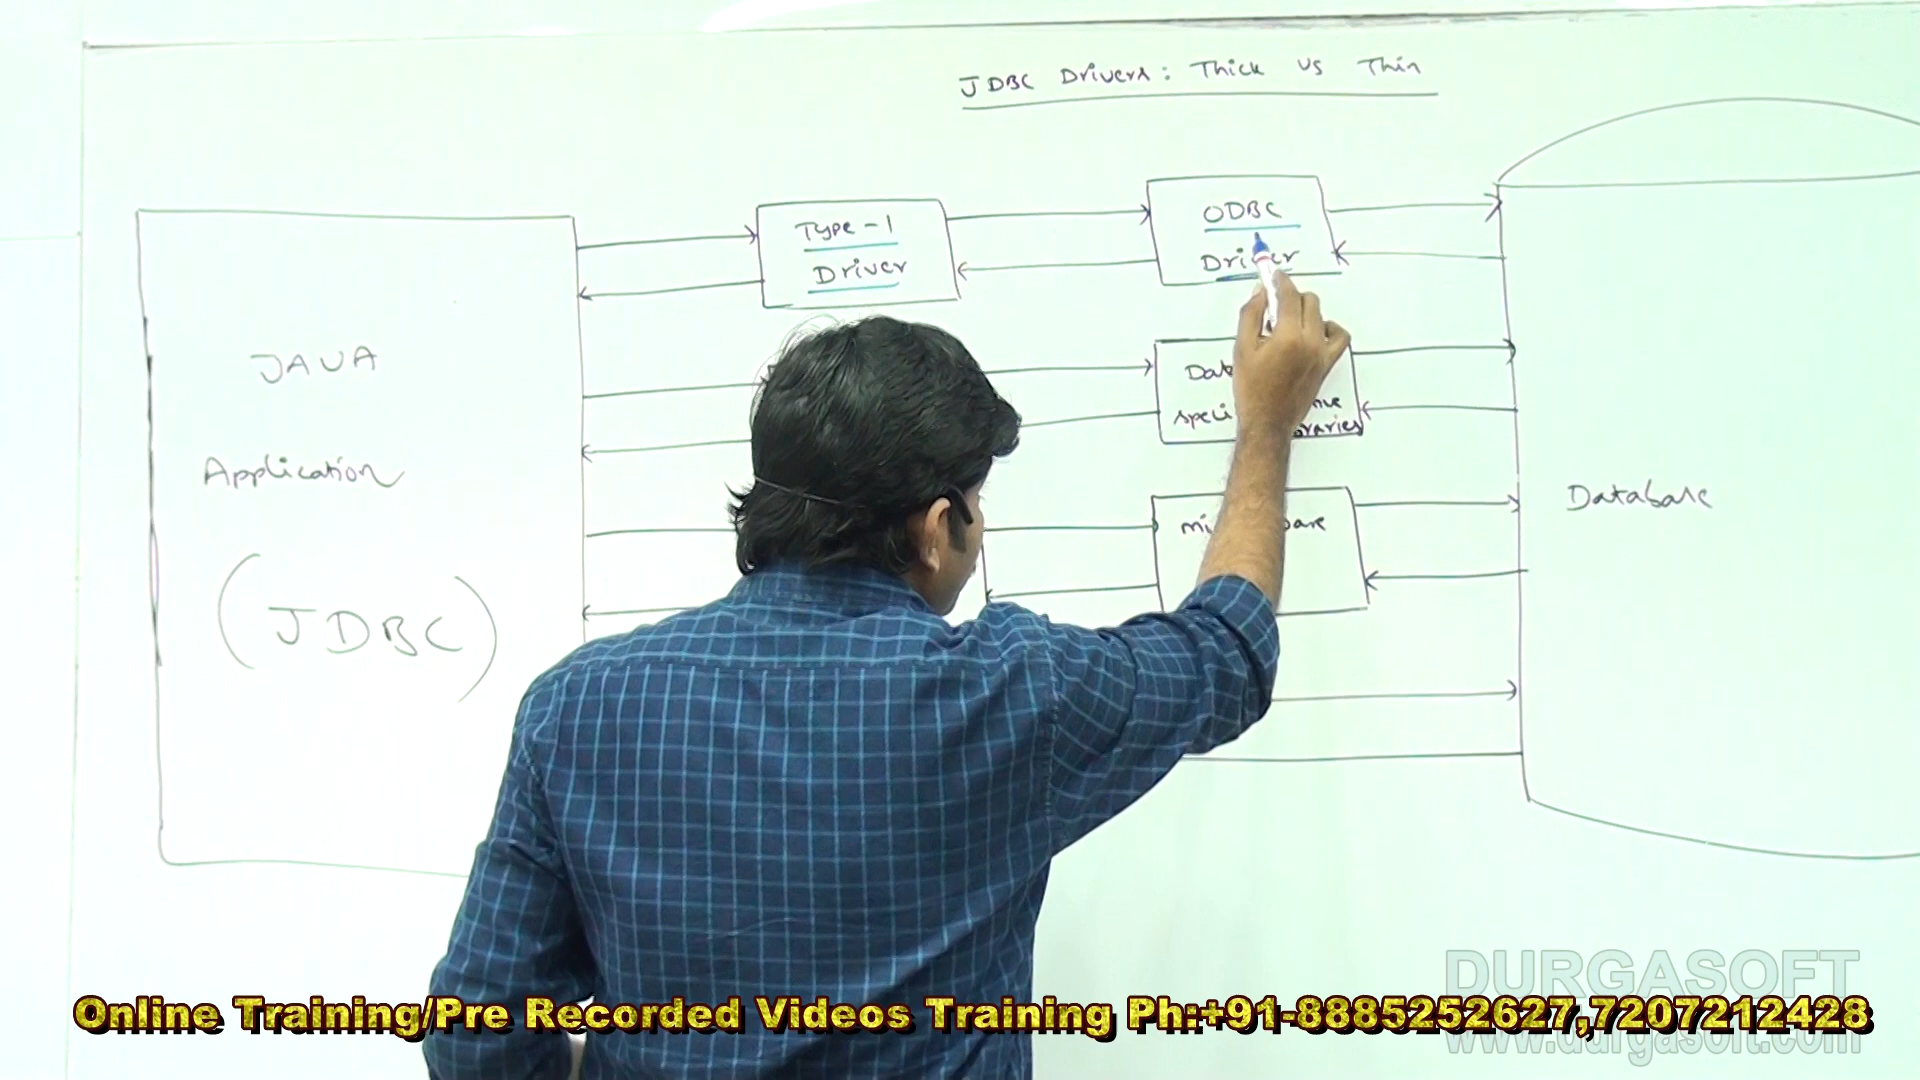 JDBC Drivers: Thick vs Thin
Type-1
Driver
ODBC
Driver
JAVA
Application
(JDBC)
Database
DURGASOFT
www.durgasoft.com
Online Training/Pre Recorded Videos Training Ph:+91-8885252627,7207212428